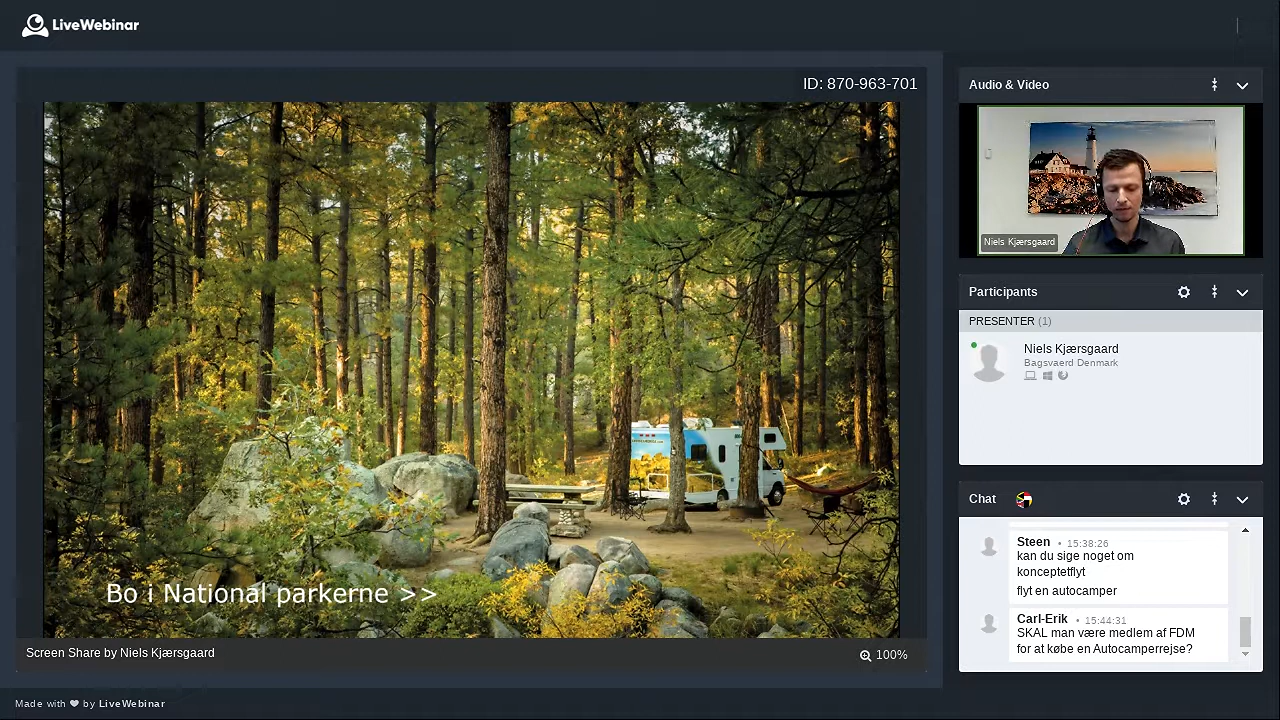 LiveWebinar
ID: 870-963-701
Bo i National parkerne >>
Screen Share by Niels Kjærsgaard
100%
Made with by LiveWebinar
Audio & Video
Niels Kjærsgaard
Participants
PRESENTER (1)
Niels Kjærsgaard
Bagsvaerd Denmark
Chat
Steen • 15:38:26
kan du sige noget om
konceptetflyt
flyt en autocamper
Carl-Erik • 15:44:31
SKAL man være medlem af FDM
for at købe en Autocamperrejse?